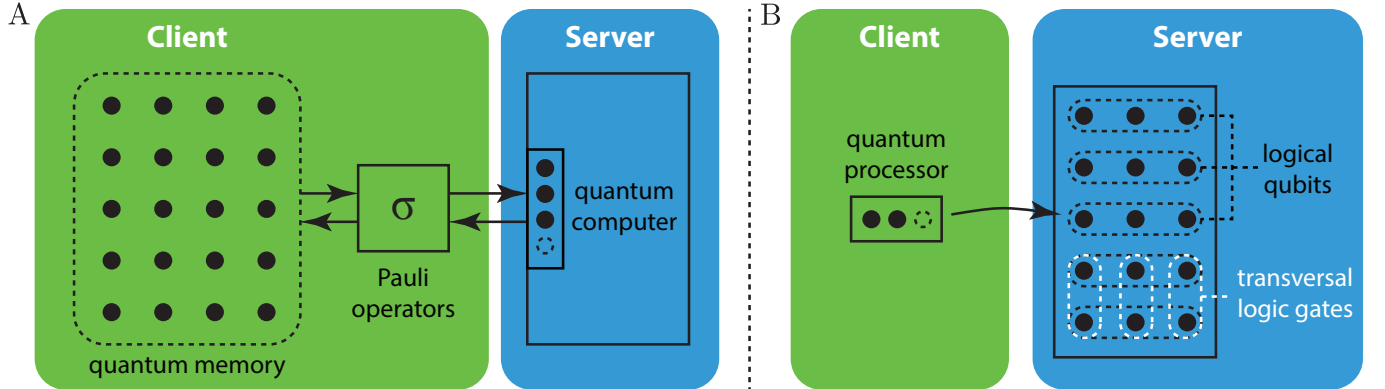 A
Client
Server
quantum
computer
σ
Pauli
operators
quantum memory
B
Client
Server
quantum
processor
logical
qubits
transversal
logic gates